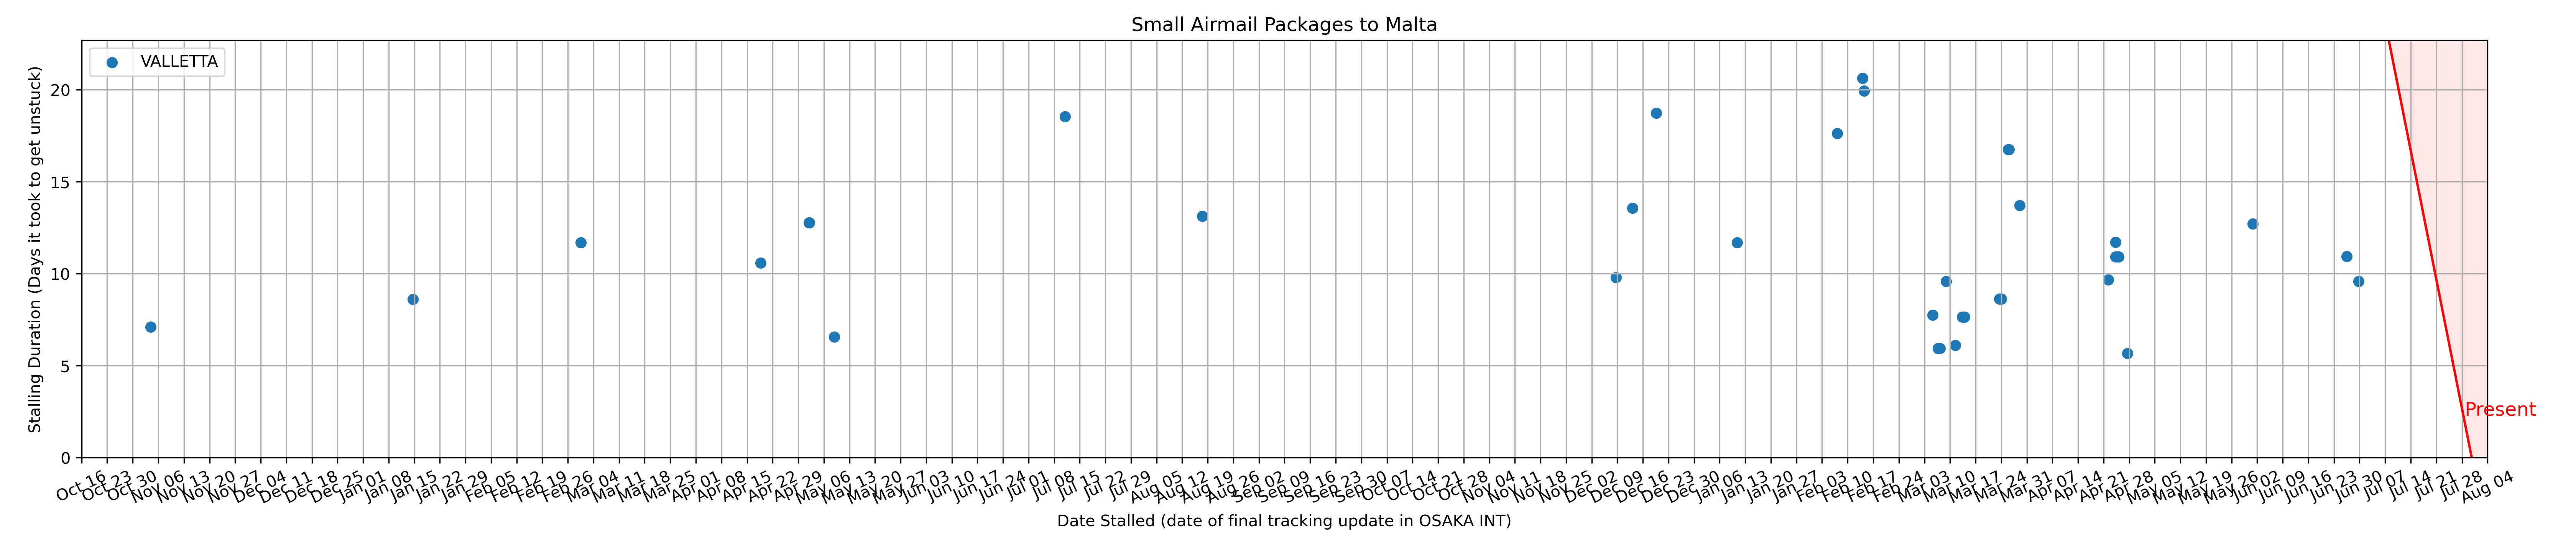 Small Airmail Packages to Malta
VALLETTA
Stalling Duration (Days it took to get unstuck)
20
15
10
5
0
Present
Oct 16
Oct 23
Oct 30
Nov 06
Nov 13
Nov 20
Nov 27
Dec 04
Dec 11
Dec 18
Dec 25
Jan 01
Jan 08
Jan 15
Jan 22
Jan 29
Feb 05
Feb 12
Feb 19
Feb 26
Mar 04
Mar 11
Mar 18
Mar 25
Apr 01
Apr 08
Apr 15
Apr 22
Apr 29
May 06
May 13
May 20
May 27
Jun 03
Jun 10
Jun 17
Jun 24
Jul 01
Jul 08
Jul 15
Jul 22
Jul 29
Aug 05
Aug 12
Aug 19
Aug 26
Sep 02
Sep 09
Sep 16
Sep 23
Sep 30
Oct 07
Oct 14
Oct 21
Oct 28
Nov 04
Nov 11
Nov 18
Nov 25
Dec 02
Dec 09
Dec 16
Dec 23
Dec 30
Jan 06
Jan 13
Jan 20
Jan 27
Feb 03
Feb 10
Feb 17
Feb 24
Mar 03
Mar 10
Mar 17
Mar 24
Mar 31
Apr 07
Apr 14
Apr 21
Apr 28
May 05
May 12
May 19
May 26
Jun 02
Jun 09
Jun 16
Jun 23
Jun 30
Jul 07
Jul 14
Jul 21
Jul 28
Aug 04
Date Stalled (date of final tracking update in OSAKA INT)